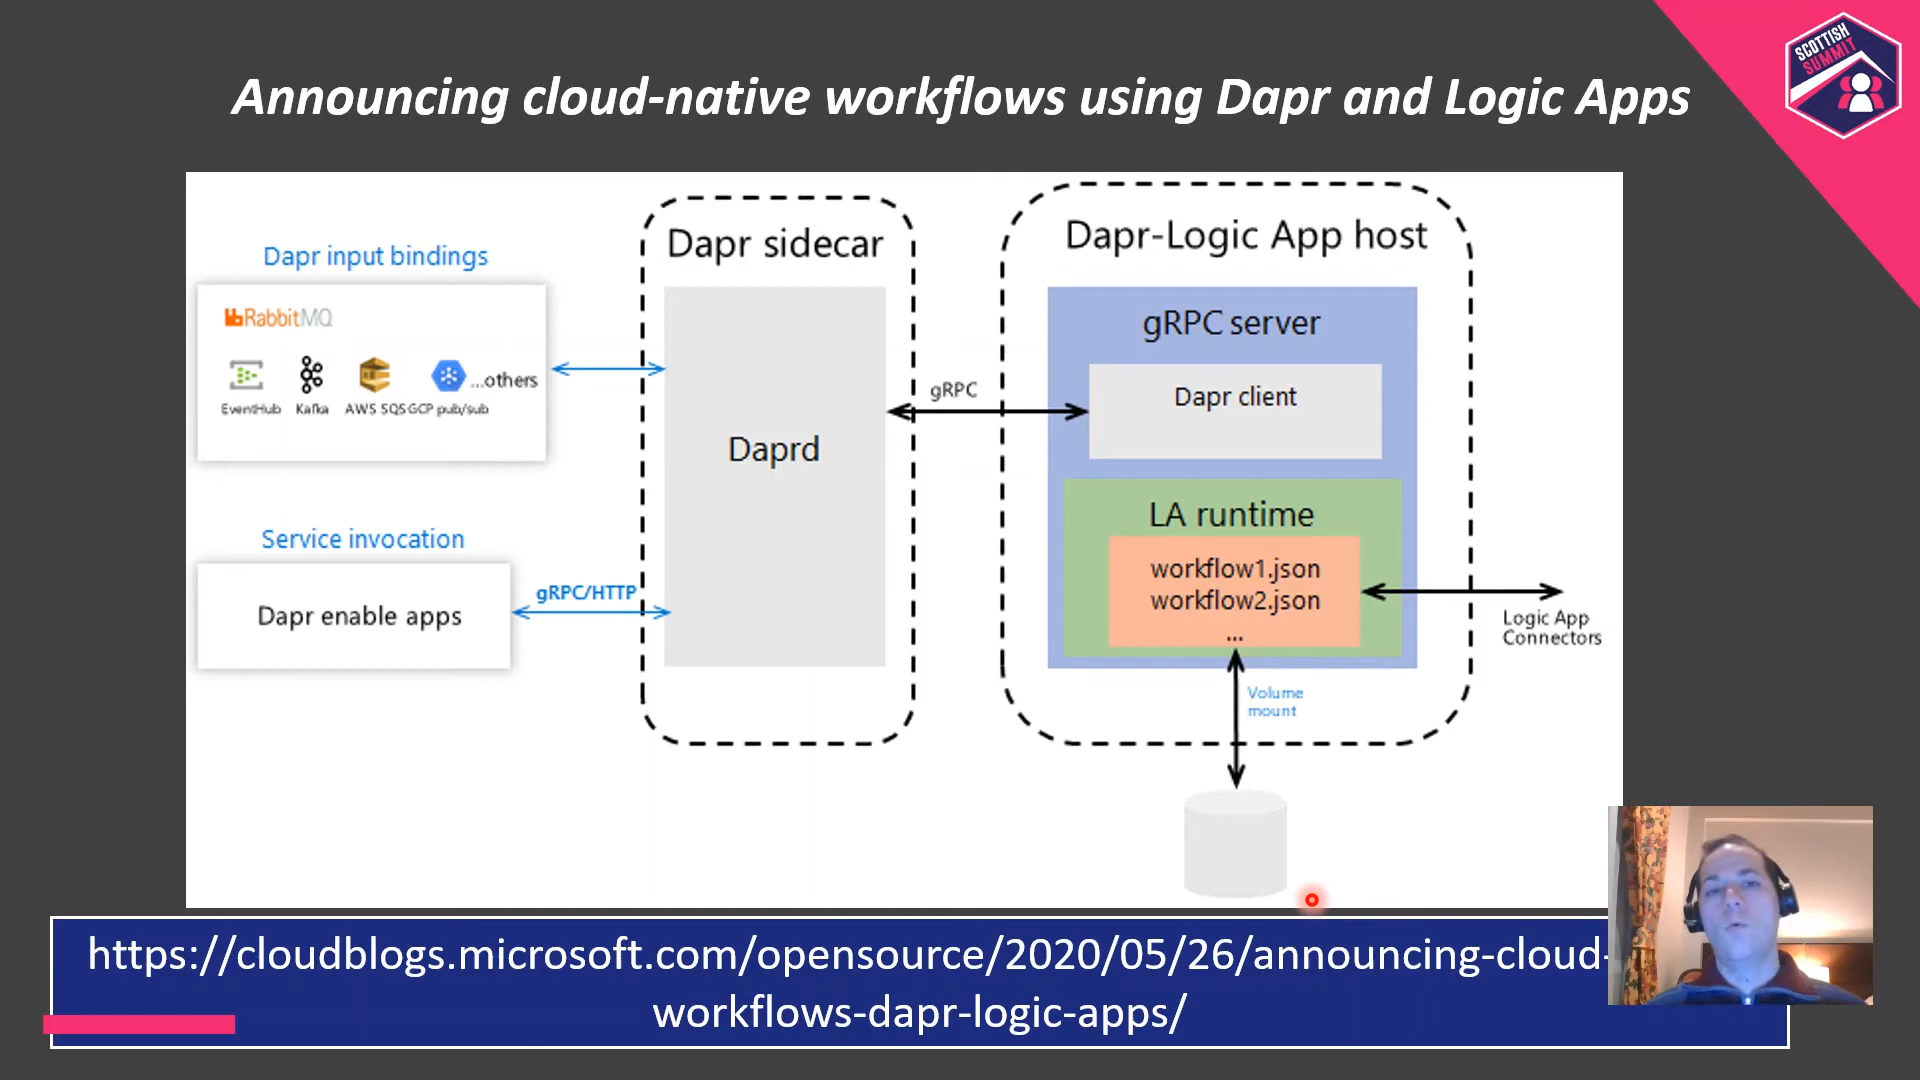 SCOTTISH
SUMMIT
Announcing cloud-native workflows using Dapr and Logic Apps
Dapr input bindings
RabbitMQ
EventHub
Kafka
AWS SQS
GCP pub/sub
...others
Service invocation
Dapr enable apps
gRPC/HTTP
Dapr sidecar
Daprd
gRPC
Dapr-Logic App host
gRPC server
Dapr client
LA runtime
workflow1.json
workflow2.json
...
Logic App
Connectors
Volume
mount
https://cloudblogs.microsoft.com/opensource/2020/05/26/announcing-cloud-
workflows-dapr-logic-apps/